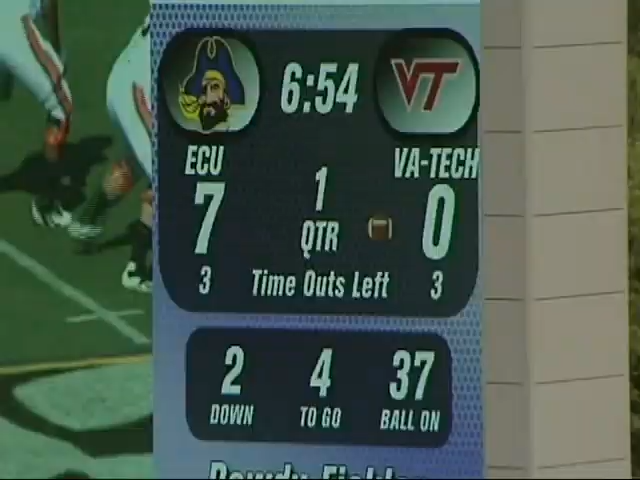 6:54
VT
ECU VA-TECH
7 1 0
QTR
3 Time Outs Left 3
2 4 37
DOWN TO GO BALL ON